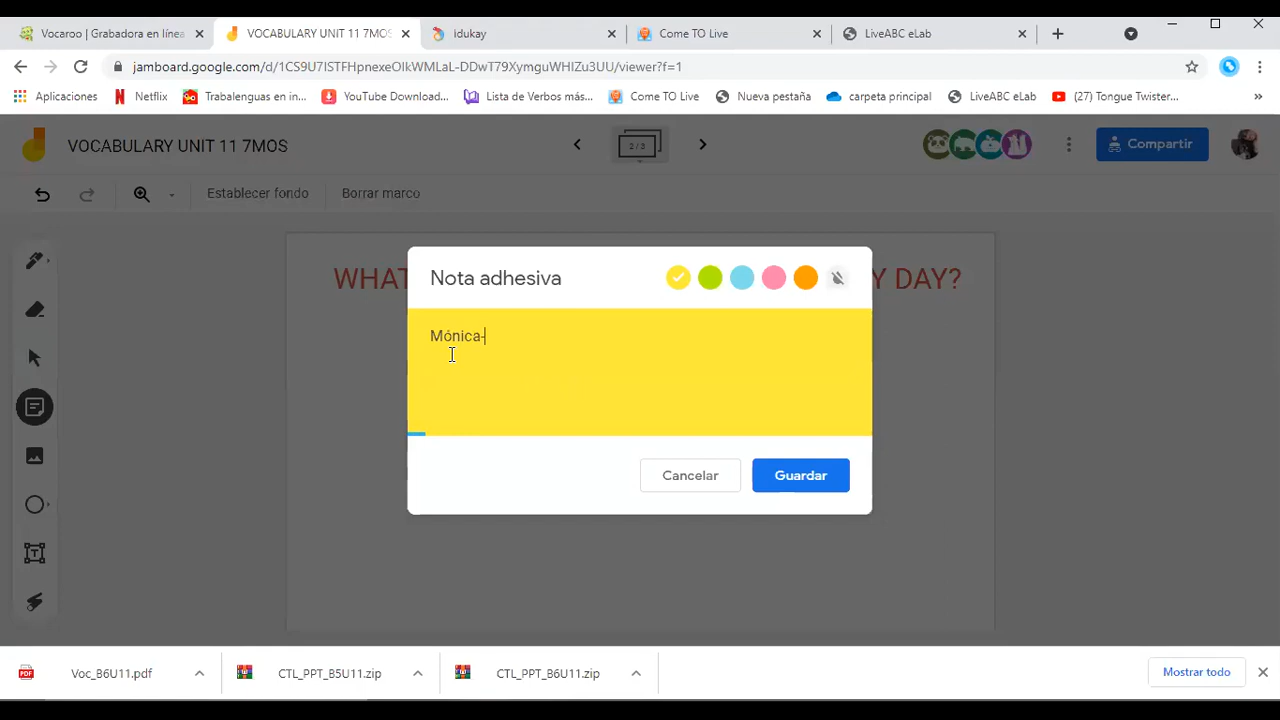 Vocaroo | Grabadora en línea
VOCABULARY UNIT 11 7MOS
idukay
Come TO Live
LiveABC eLab
jamboard.google.com/d/1CS9U7ISTFHpnexeOIkWMLaL-DDwT79XymguWHIZu3UU/viewer?f=1
Aplicaciones
Netflix
Trabalenguas en in...
YouTube Download...
Lista de Verbos más...
Come TO Live
Nueva pestaña
carpeta principal
LiveABC eLab
(27) Tongue Twister...
»
VOCABULARY UNIT 11 7MOS
2 / 3
Compartir
Establecer fondo
Borrar marco
WHAT
Y DAY?
Nota adhesiva
Mónica-
Cancelar
Guardar
Voc_B6U11.pdf
CTL_PPT_B5U11.zip
CTL_PPT_B6U11.zip
Mostrar todo